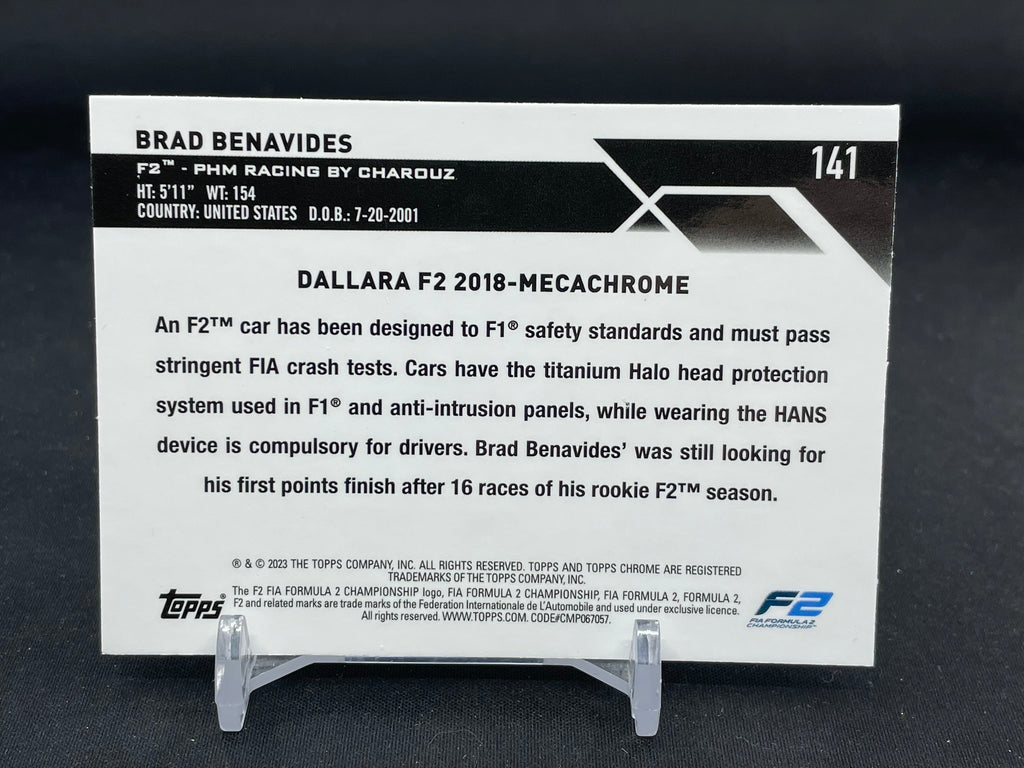 BRAD BENAVIDES
F2™ - PHM RACING BY CHAROUZ
HT: 5'11" WT: 154
COUNTRY: UNITED STATES D.O.B.: 7-20-2001
141
DALLARA F2 2018-MECACHROME
An F2™ car has been designed to F1® safety standards and must pass
stringent FIA crash tests. Cars have the titanium Halo head protection
system used in F1® and anti-intrusion panels, while wearing the HANS
device is compulsory for drivers. Brad Benavides' was still looking for
his first points finish after 16 races of his rookie F2™ season.
® & © 2023 THE TOPPS COMPANY, INC. ALL RIGHTS RESERVED. TOPPS AND TOPPS CHROME ARE REGISTERED
TRADEMARKS OF THE TOPPS COMPANY, INC.
The F2 FIA FORMULA 2 CHAMPIONSHIP logo, FIA FORMULA 2 CHAMPIONSHIP, FIA FORMULA 2, FORMULA 2,
F2 and related marks are trade marks of the Federation Internationale de L'Automobile and used under exclusive licence.
All rights reserved. WWW.TOPPS.COM. CODE#CMP067057.
Topps®
F2
FIA FORMULA 2
CHAMPIONSHIP™